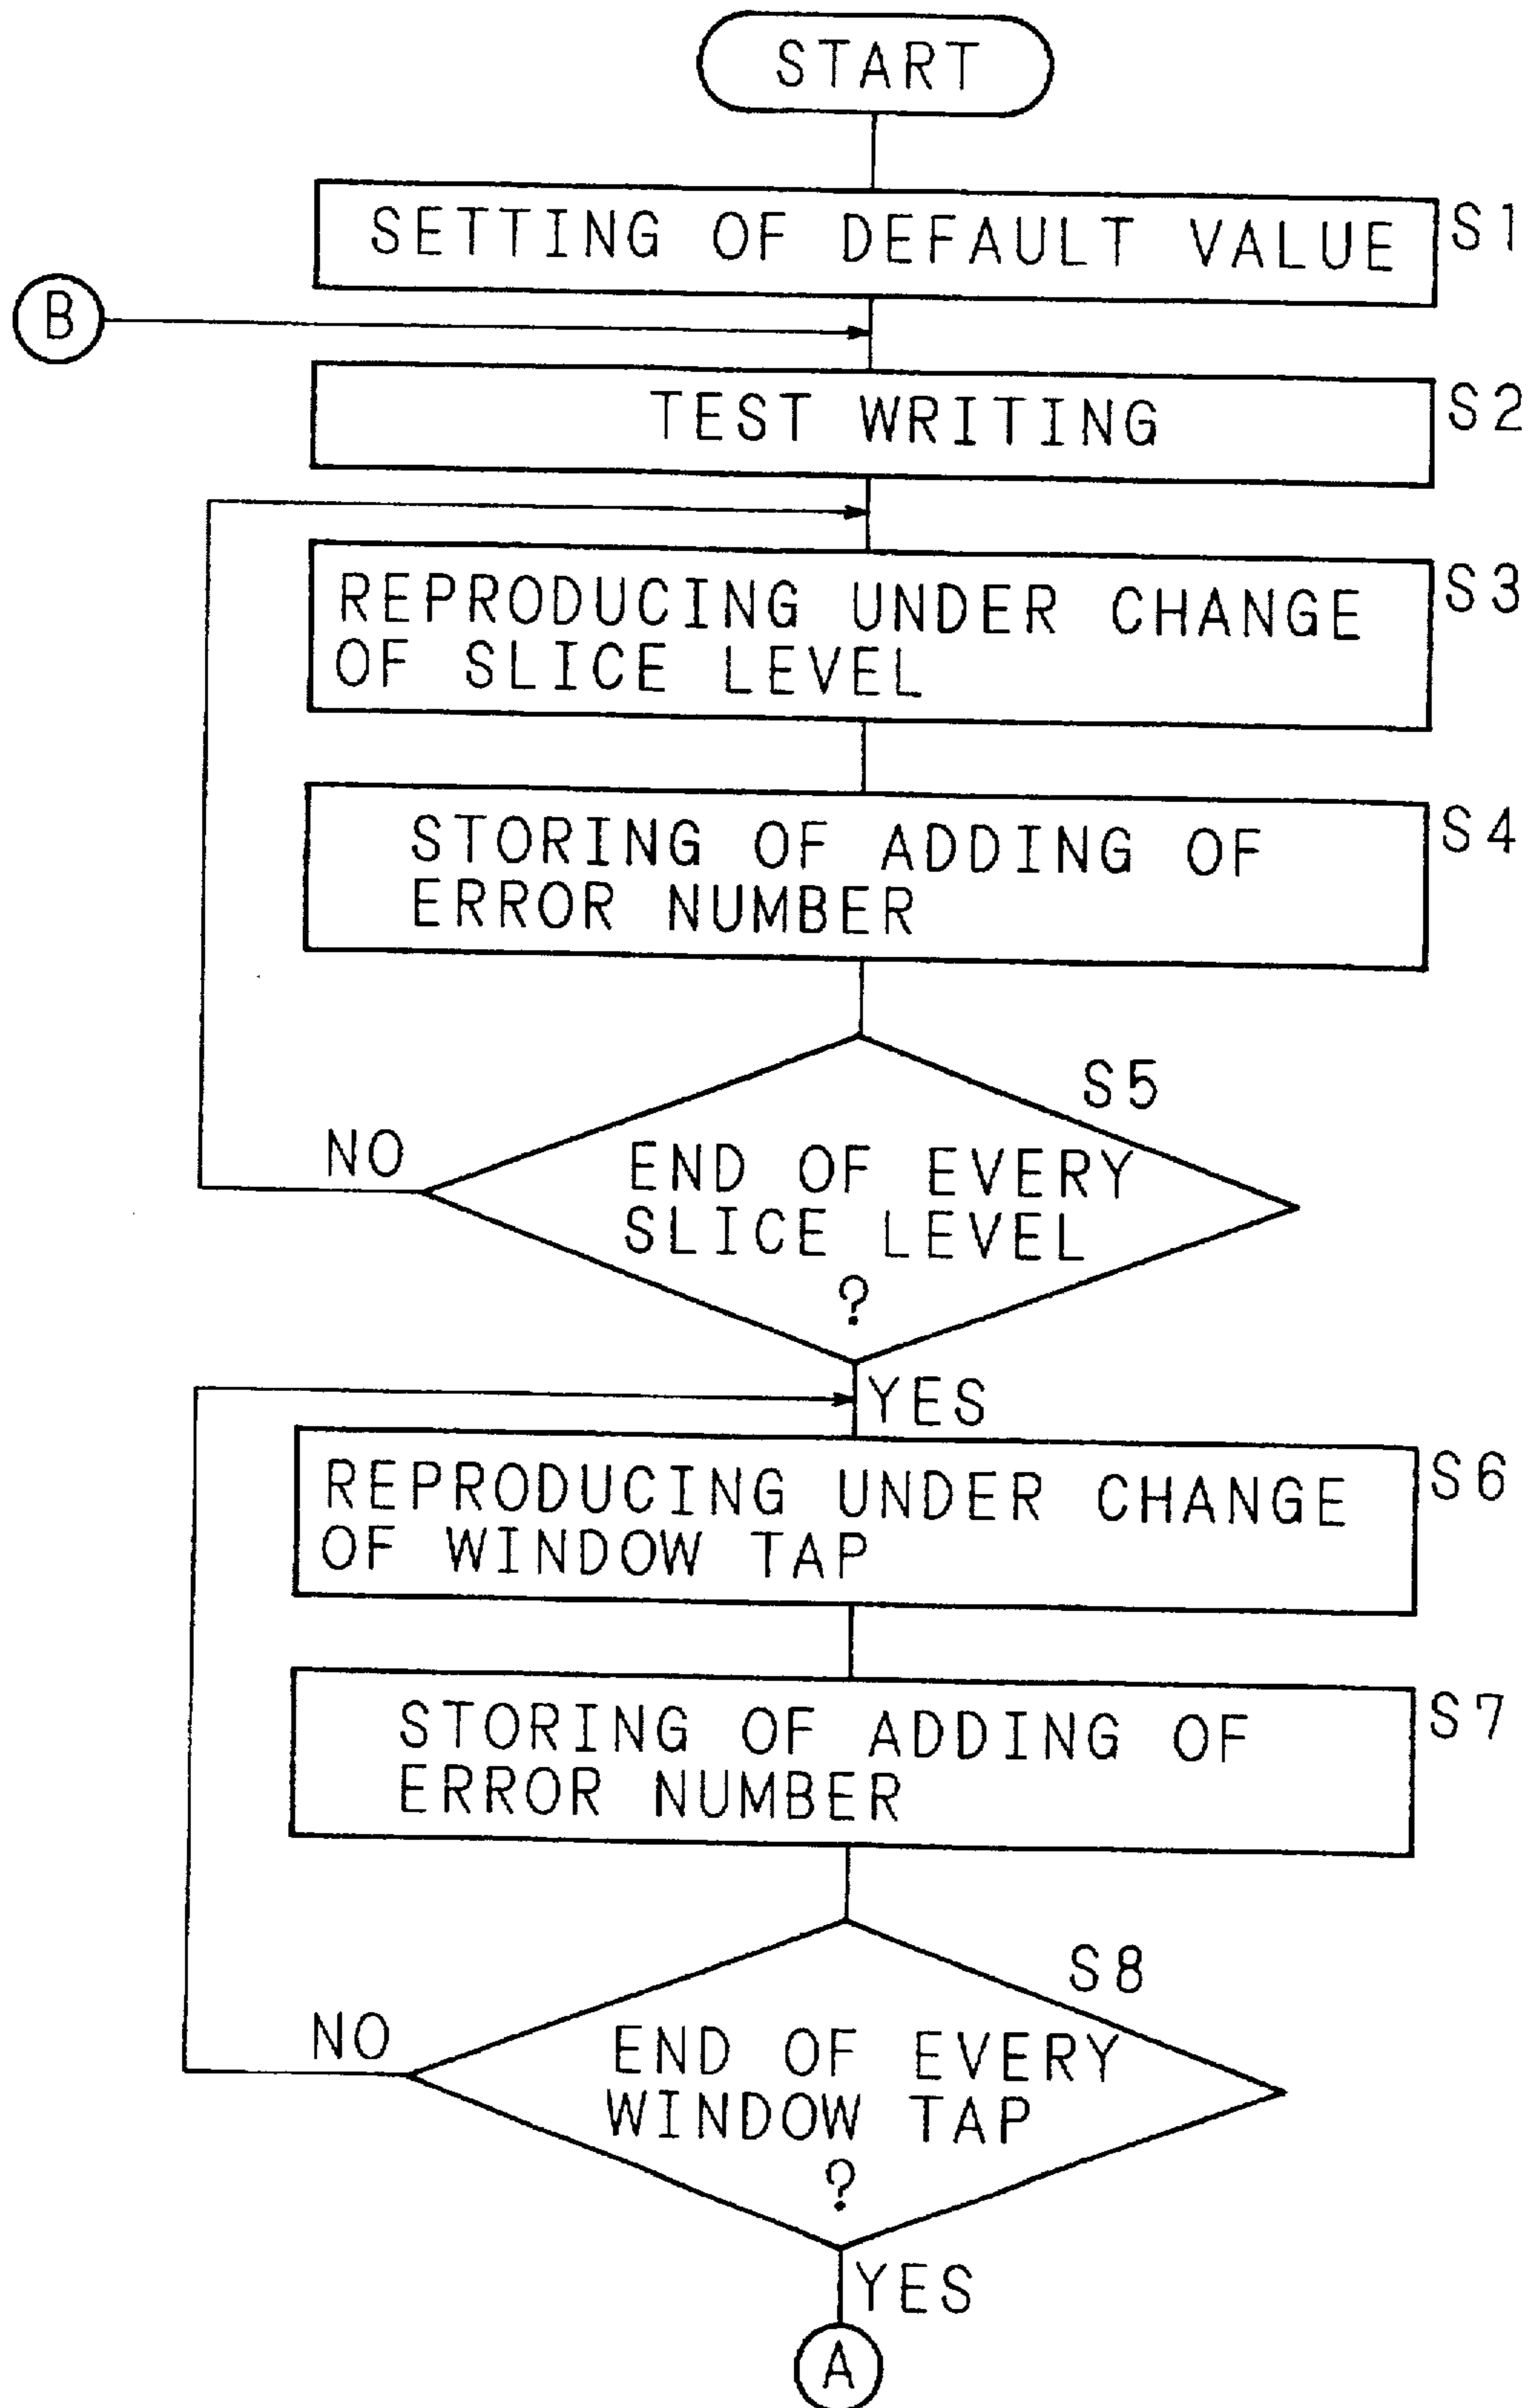 START
SETTING OF DEFAULT VALUE
S1
B
TEST WRITING
S2
REPRODUCING UNDER CHANGE
OF SLICE LEVEL
S3
STORING OF ADDING OF
ERROR NUMBER
S4
S5
NO
END OF EVERY
SLICE LEVEL
?
YES
REPRODUCING UNDER CHANGE
OF WINDOW TAP
S6
STORING OF ADDING OF
ERROR NUMBER
S7
S8
NO
END OF EVERY
WINDOW TAP
?
YES
A